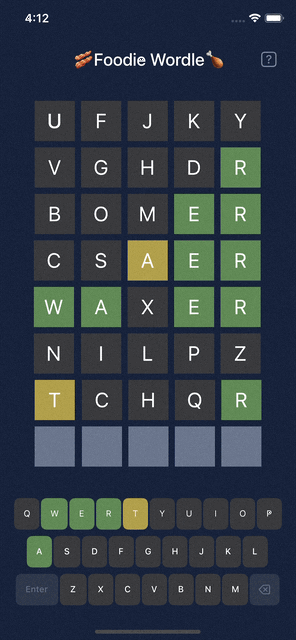 4:12
Foodie Wordle
?
U F J K Y
V G H D R
B O M E R
C S A E R
W A X E R
N I L P Z
T C H Q R
Q W E R T Y U I O P
A S D F G H J K L
Enter Z X C V B N M